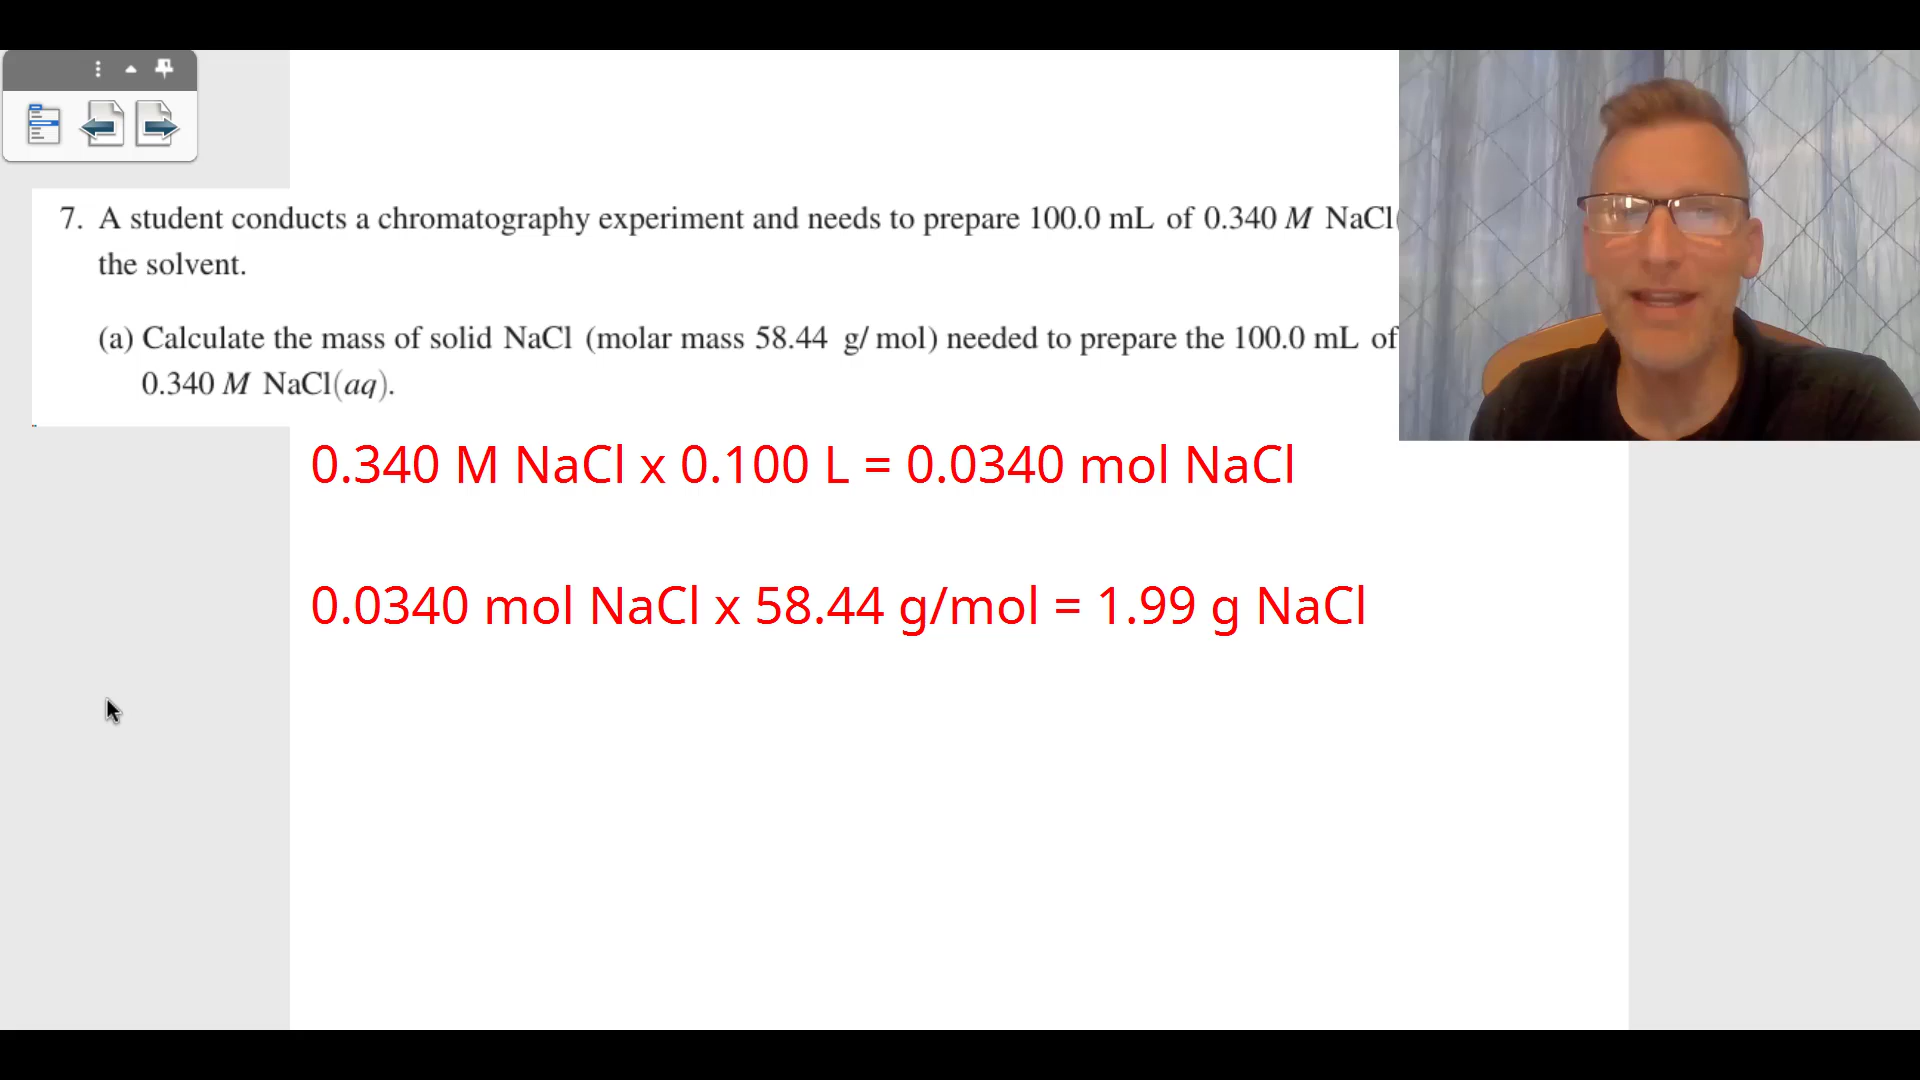 7. A student conducts a chromatography experiment and needs to prepare 100.0 mL of 0.340 M NaCl(
the solvent.
(a) Calculate the mass of solid NaCl (molar mass 58.44 g/ mol) needed to prepare the 100.0 mL of
0.340 M NaCl(aq).
0.340 M NaCl x 0.100 L = 0.0340 mol NaCl
0.0340 mol NaCl x 58.44 g/mol = 1.99 g NaCl